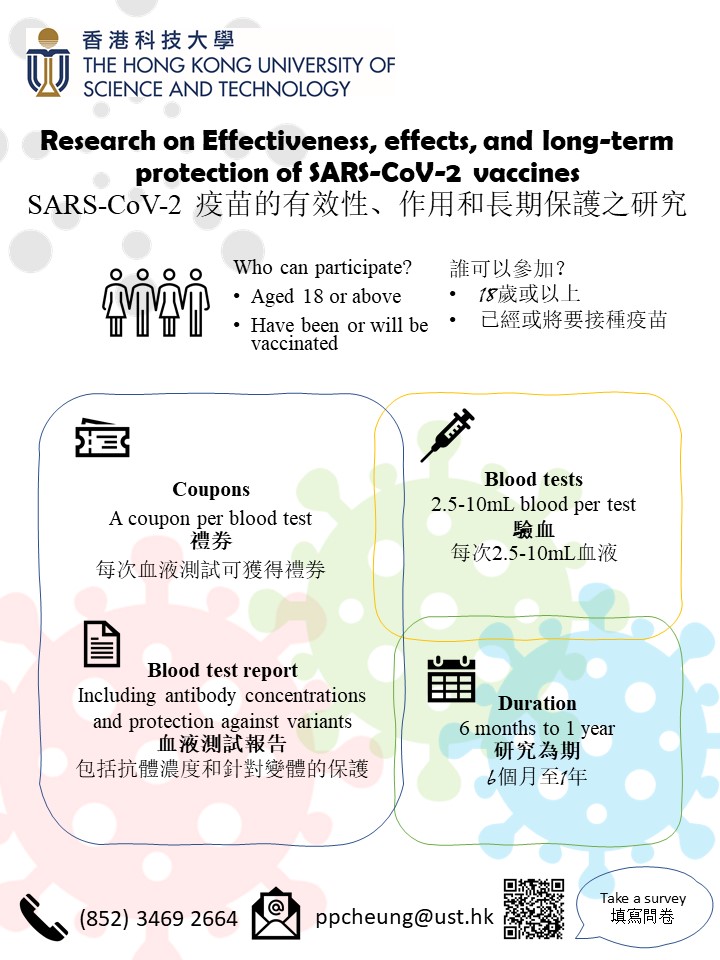 香港科技大學
THE HONG KONG UNIVERSITY OF
SCIENCE AND TECHNOLOGY
Research on Effectiveness, effects, and long-term
protection of SARS-CoV-2 vaccines
SARS-CoV-2 疫苗的有效性、作用和長期保護之研究
Who can participate?
• Aged 18 or above
• Have been or will be
vaccinated
誰可以參加?
• 18歲或以上
• 已經或將要接種疫苗
Coupons
A coupon per blood test
禮券
每次血液測試可獲得禮券
Blood tests
2.5-10mL blood per test
驗血
每次2.5-10mL血液
Blood test report
Including antibody concentrations
and protection against variants
血液測試報告
包括抗體濃度和針對變體的保護
Duration
6 months to 1 year
研究為期
6個月至1年
(852) 3469 2664
@
ppcheung@ust.hk
Take a survey
填寫問卷